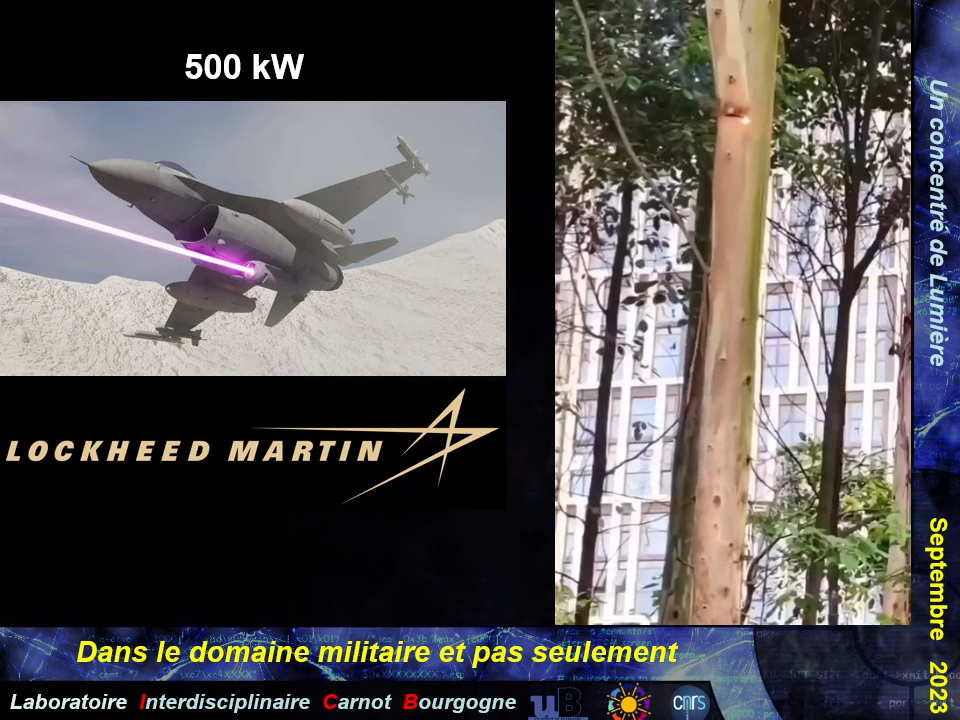 500 kW
LOCKHEED MARTIN
Dans le domaine militaire et pas seulement
Laboratoire Interdisciplinaire Carnot Bourgogne
uB
cnrs
Un concentré de Lumière
Septembre 2023